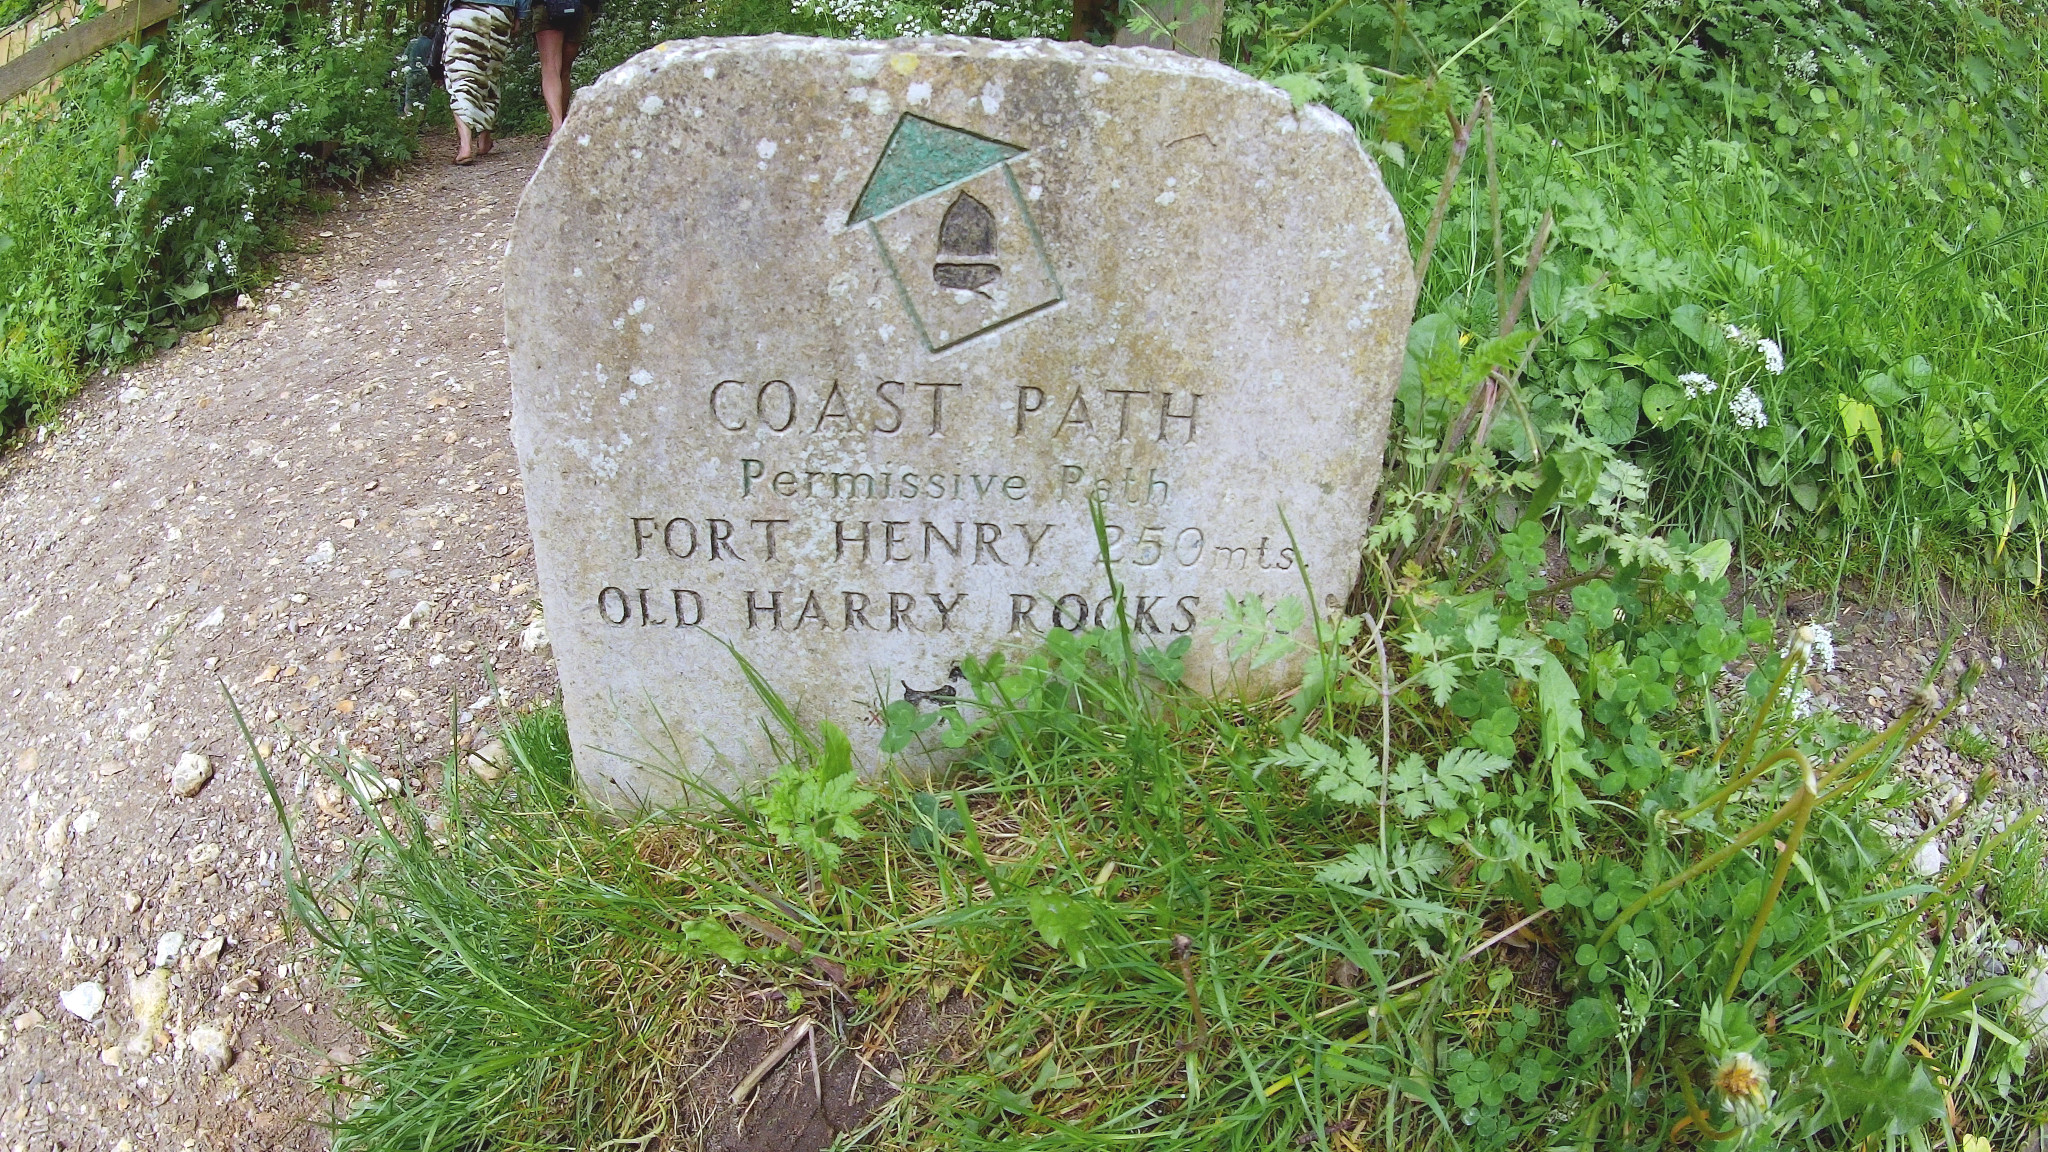 COAST PATH
Permissive Path
FORT HENRY 250mts.
OLD HARRY ROCKS